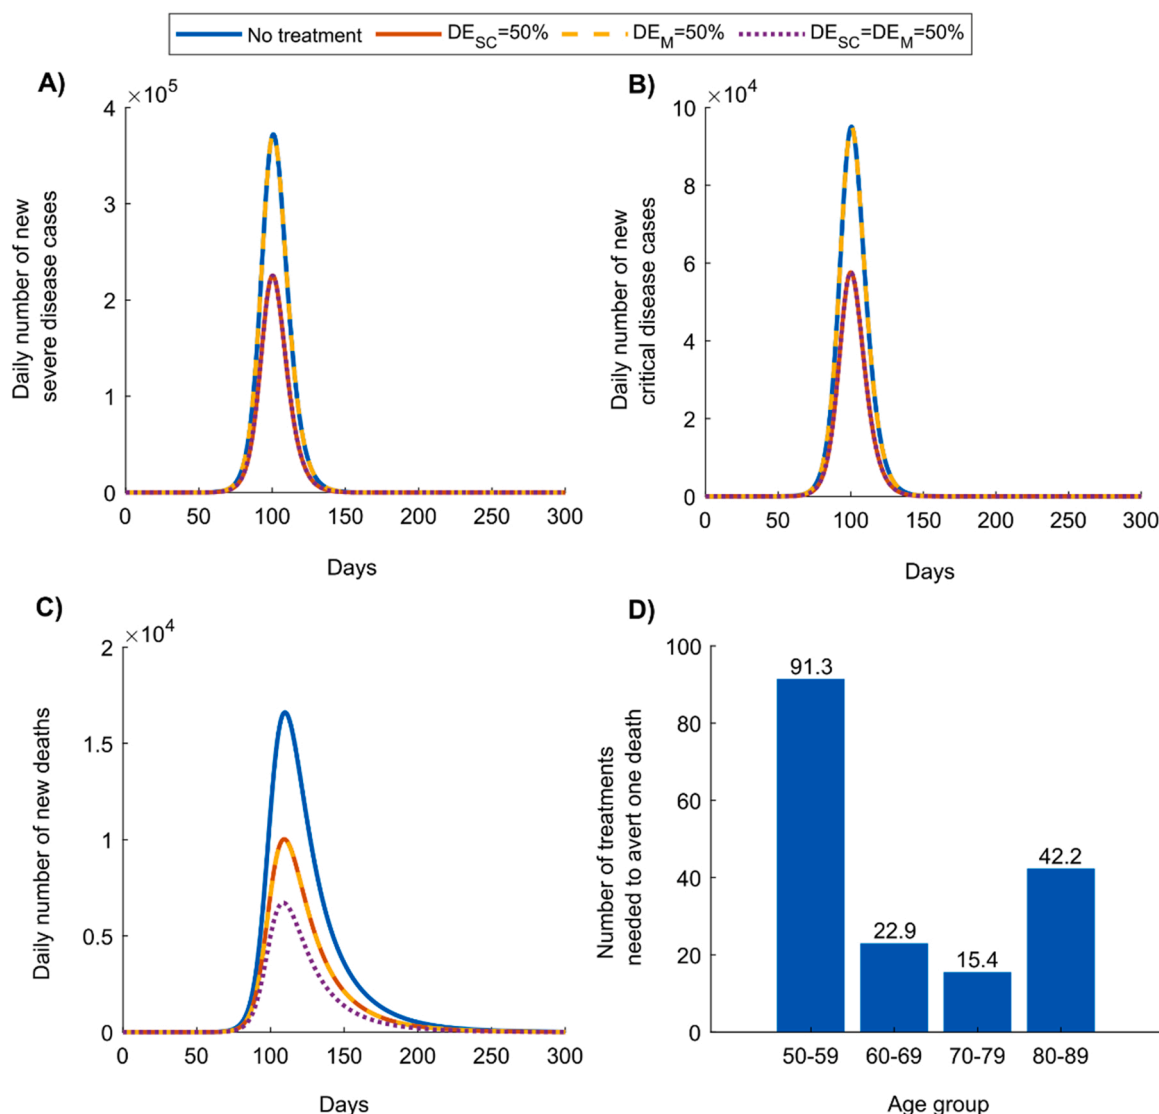 No treatment DE_SC=50% DE_M=50% DE_SC=DE_M=50%
A)
×10^5
Daily number of new
severe disease cases
4
3
2
1
0
0 50 100 150 200 250 300
Days
B)
×10^4
Daily number of new
critical disease cases
10
8
6
4
2
0
0 50 100 150 200 250 300
Days
C)
×10^4
Daily number of new deaths
2
1.5
1
0.5
0
0 50 100 150 200 250 300
Days
D)
Number of treatments
needed to avert one death
100
80
60
40
20
0
91.3
22.9
15.4
42.2
50-59 60-69 70-79 80-89
Age group